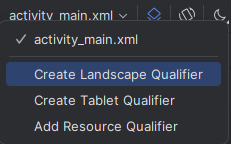 activity_main.xml
activity_main.xml
Create Landscape Qualifier
Create Tablet Qualifier
Add Resource Qualifier